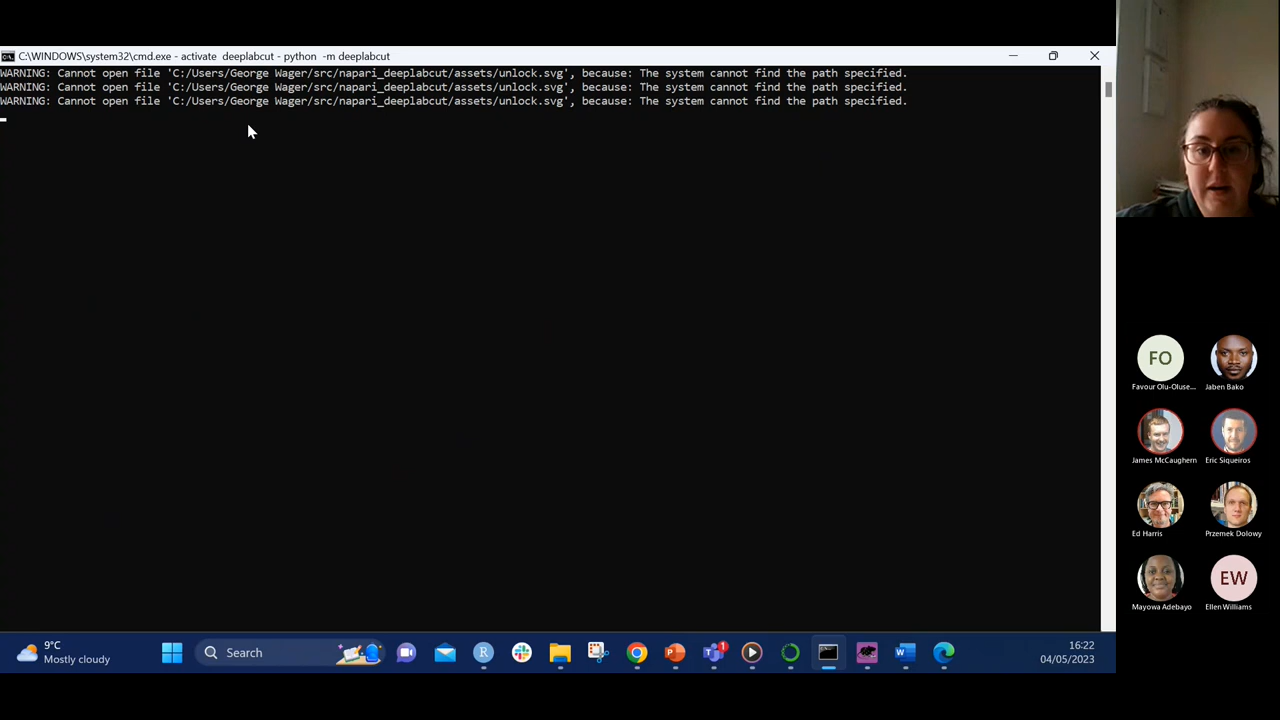 C:\WINDOWS\system32\cmd.exe - activate deeplabcut - python -m deeplabcut
WARNING: Cannot open file 'C:/Users/George Wager/src/napari_deeplabcut/assets/unlock.svg', because: The system cannot find the path specified.
WARNING: Cannot open file 'C:/Users/George Wager/src/napari_deeplabcut/assets/unlock.svg', because: The system cannot find the path specified.
WARNING: Cannot open file 'C:/Users/George Wager/src/napari_deeplabcut/assets/unlock.svg', because: The system cannot find the path specified.
FO
Favour Olu-Oluse...
Jaben Bako
James McCaughern
Eric Siqueiros
Ed Harris
Przemek Dolowy
EW
Mayowa Adebayo
Ellen Williams
9°C
Mostly cloudy
Search
1
16:22
04/05/2023